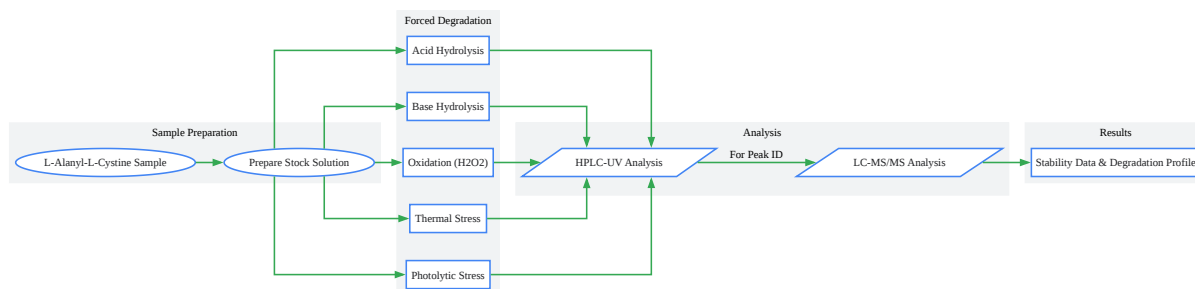 Forced Degradation
Acid Hydrolysis
Base Hydrolysis
Sample Preparation
Analysis
Results
L-Alanyl-L-Cystine Sample
Prepare Stock Solution
Oxidation (H2O2)
HPLC-UV Analysis
For Peak ID
LC-MS/MS Analysis
Stability Data & Degradation Profile
Thermal Stress
Photolytic Stress